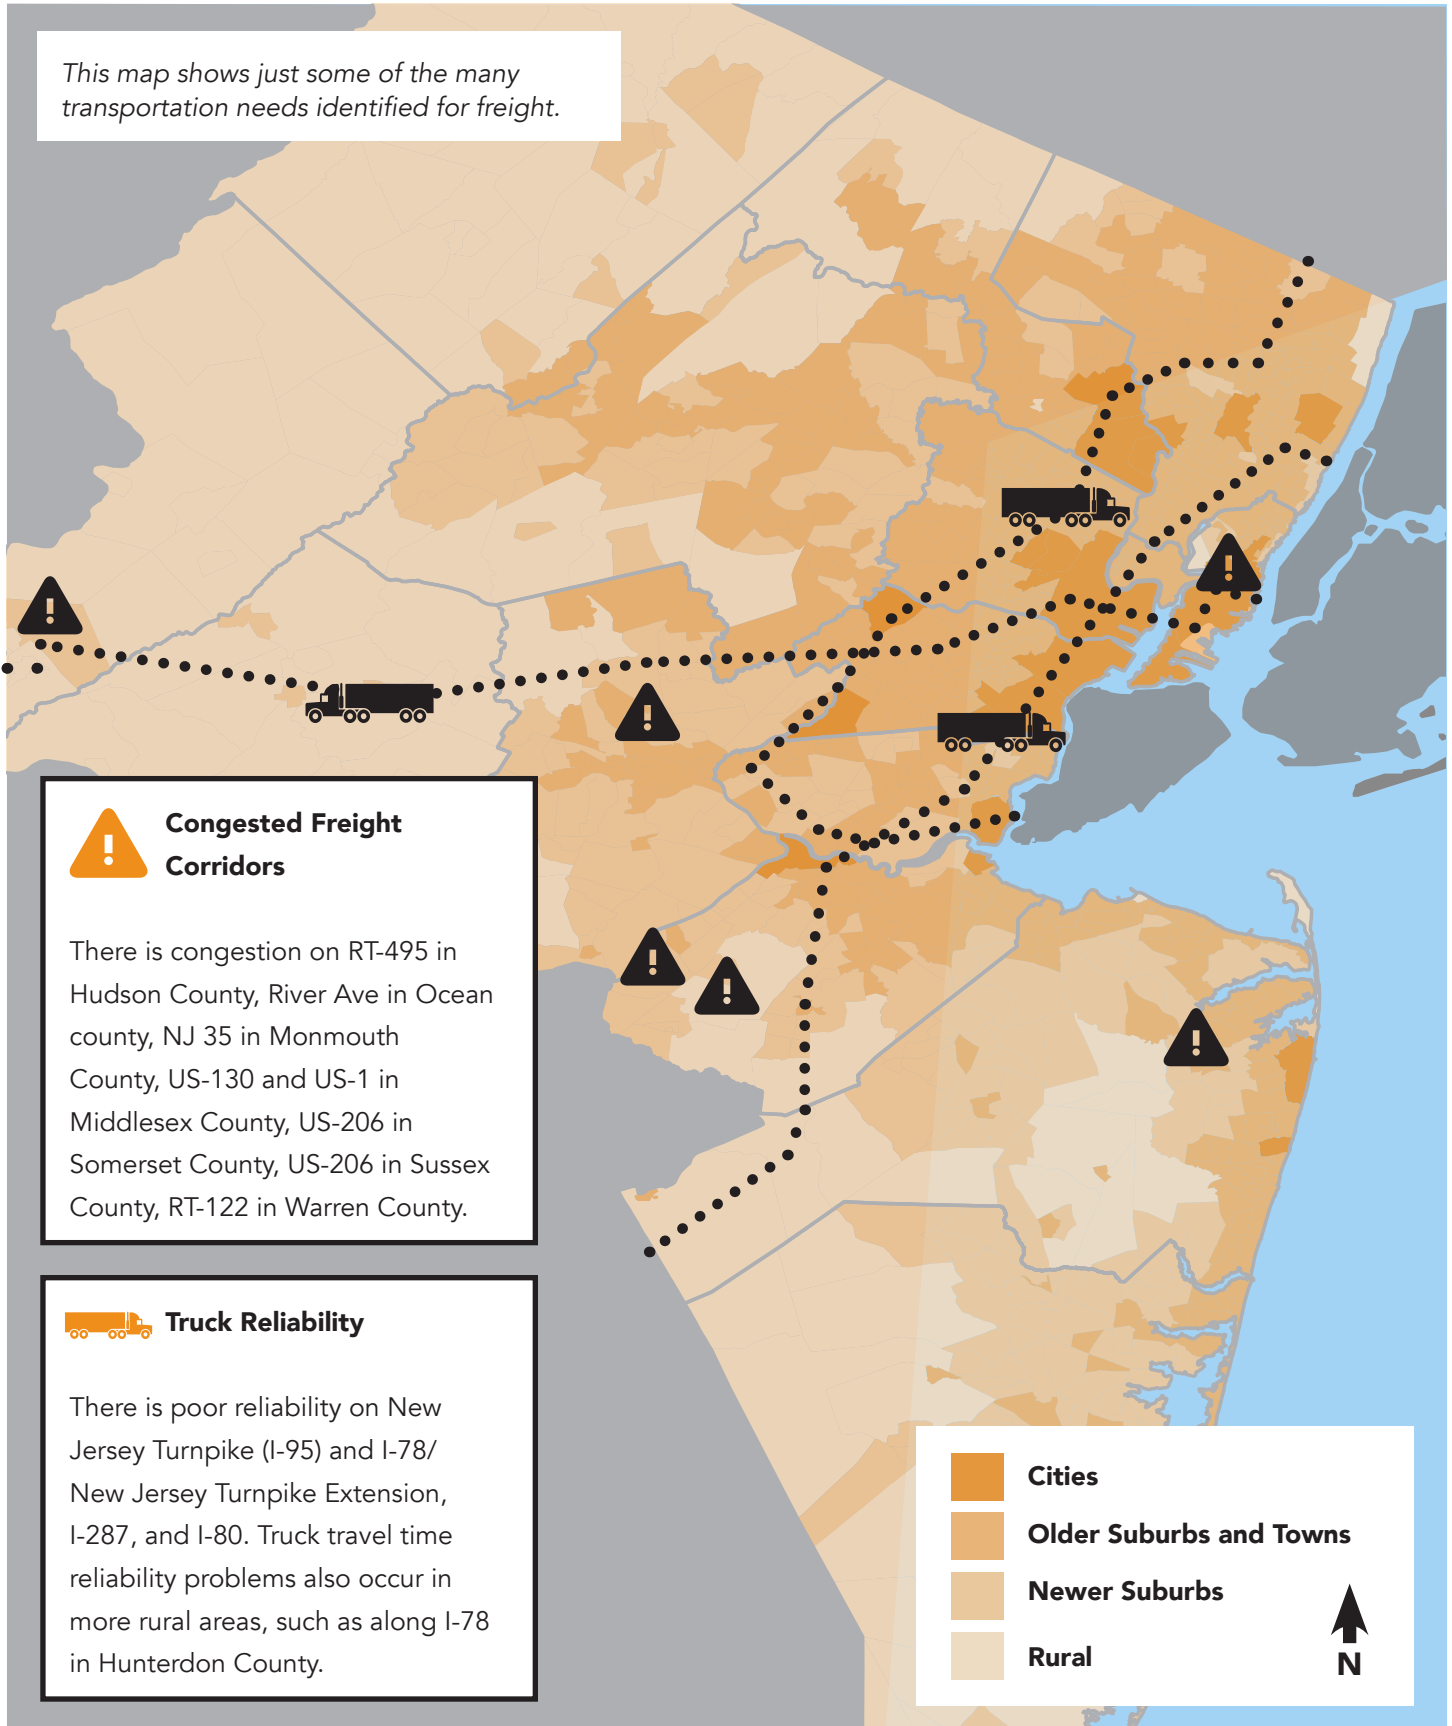 This map shows just some of the many
transportation needs identified for freight.
Congested Freight
Corridors
There is congestion on RT-495 in
Hudson County, River Ave in Ocean
county, NJ 35 in Monmouth
County, US-130 and US-1 in
Middlesex County, US-206 in
Somerset County, US-206 in Sussex
County, RT-122 in Warren County.
Truck Reliability
There is poor reliability on New
Jersey Turnpike (I-95) and I-78/
New Jersey Turnpike Extension,
I-287, and I-80. Truck travel time
reliability problems also occur in
more rural areas, such as along I-78
in Hunterdon County.
Cities
Older Suburbs and Towns
Newer Suburbs
Rural
N